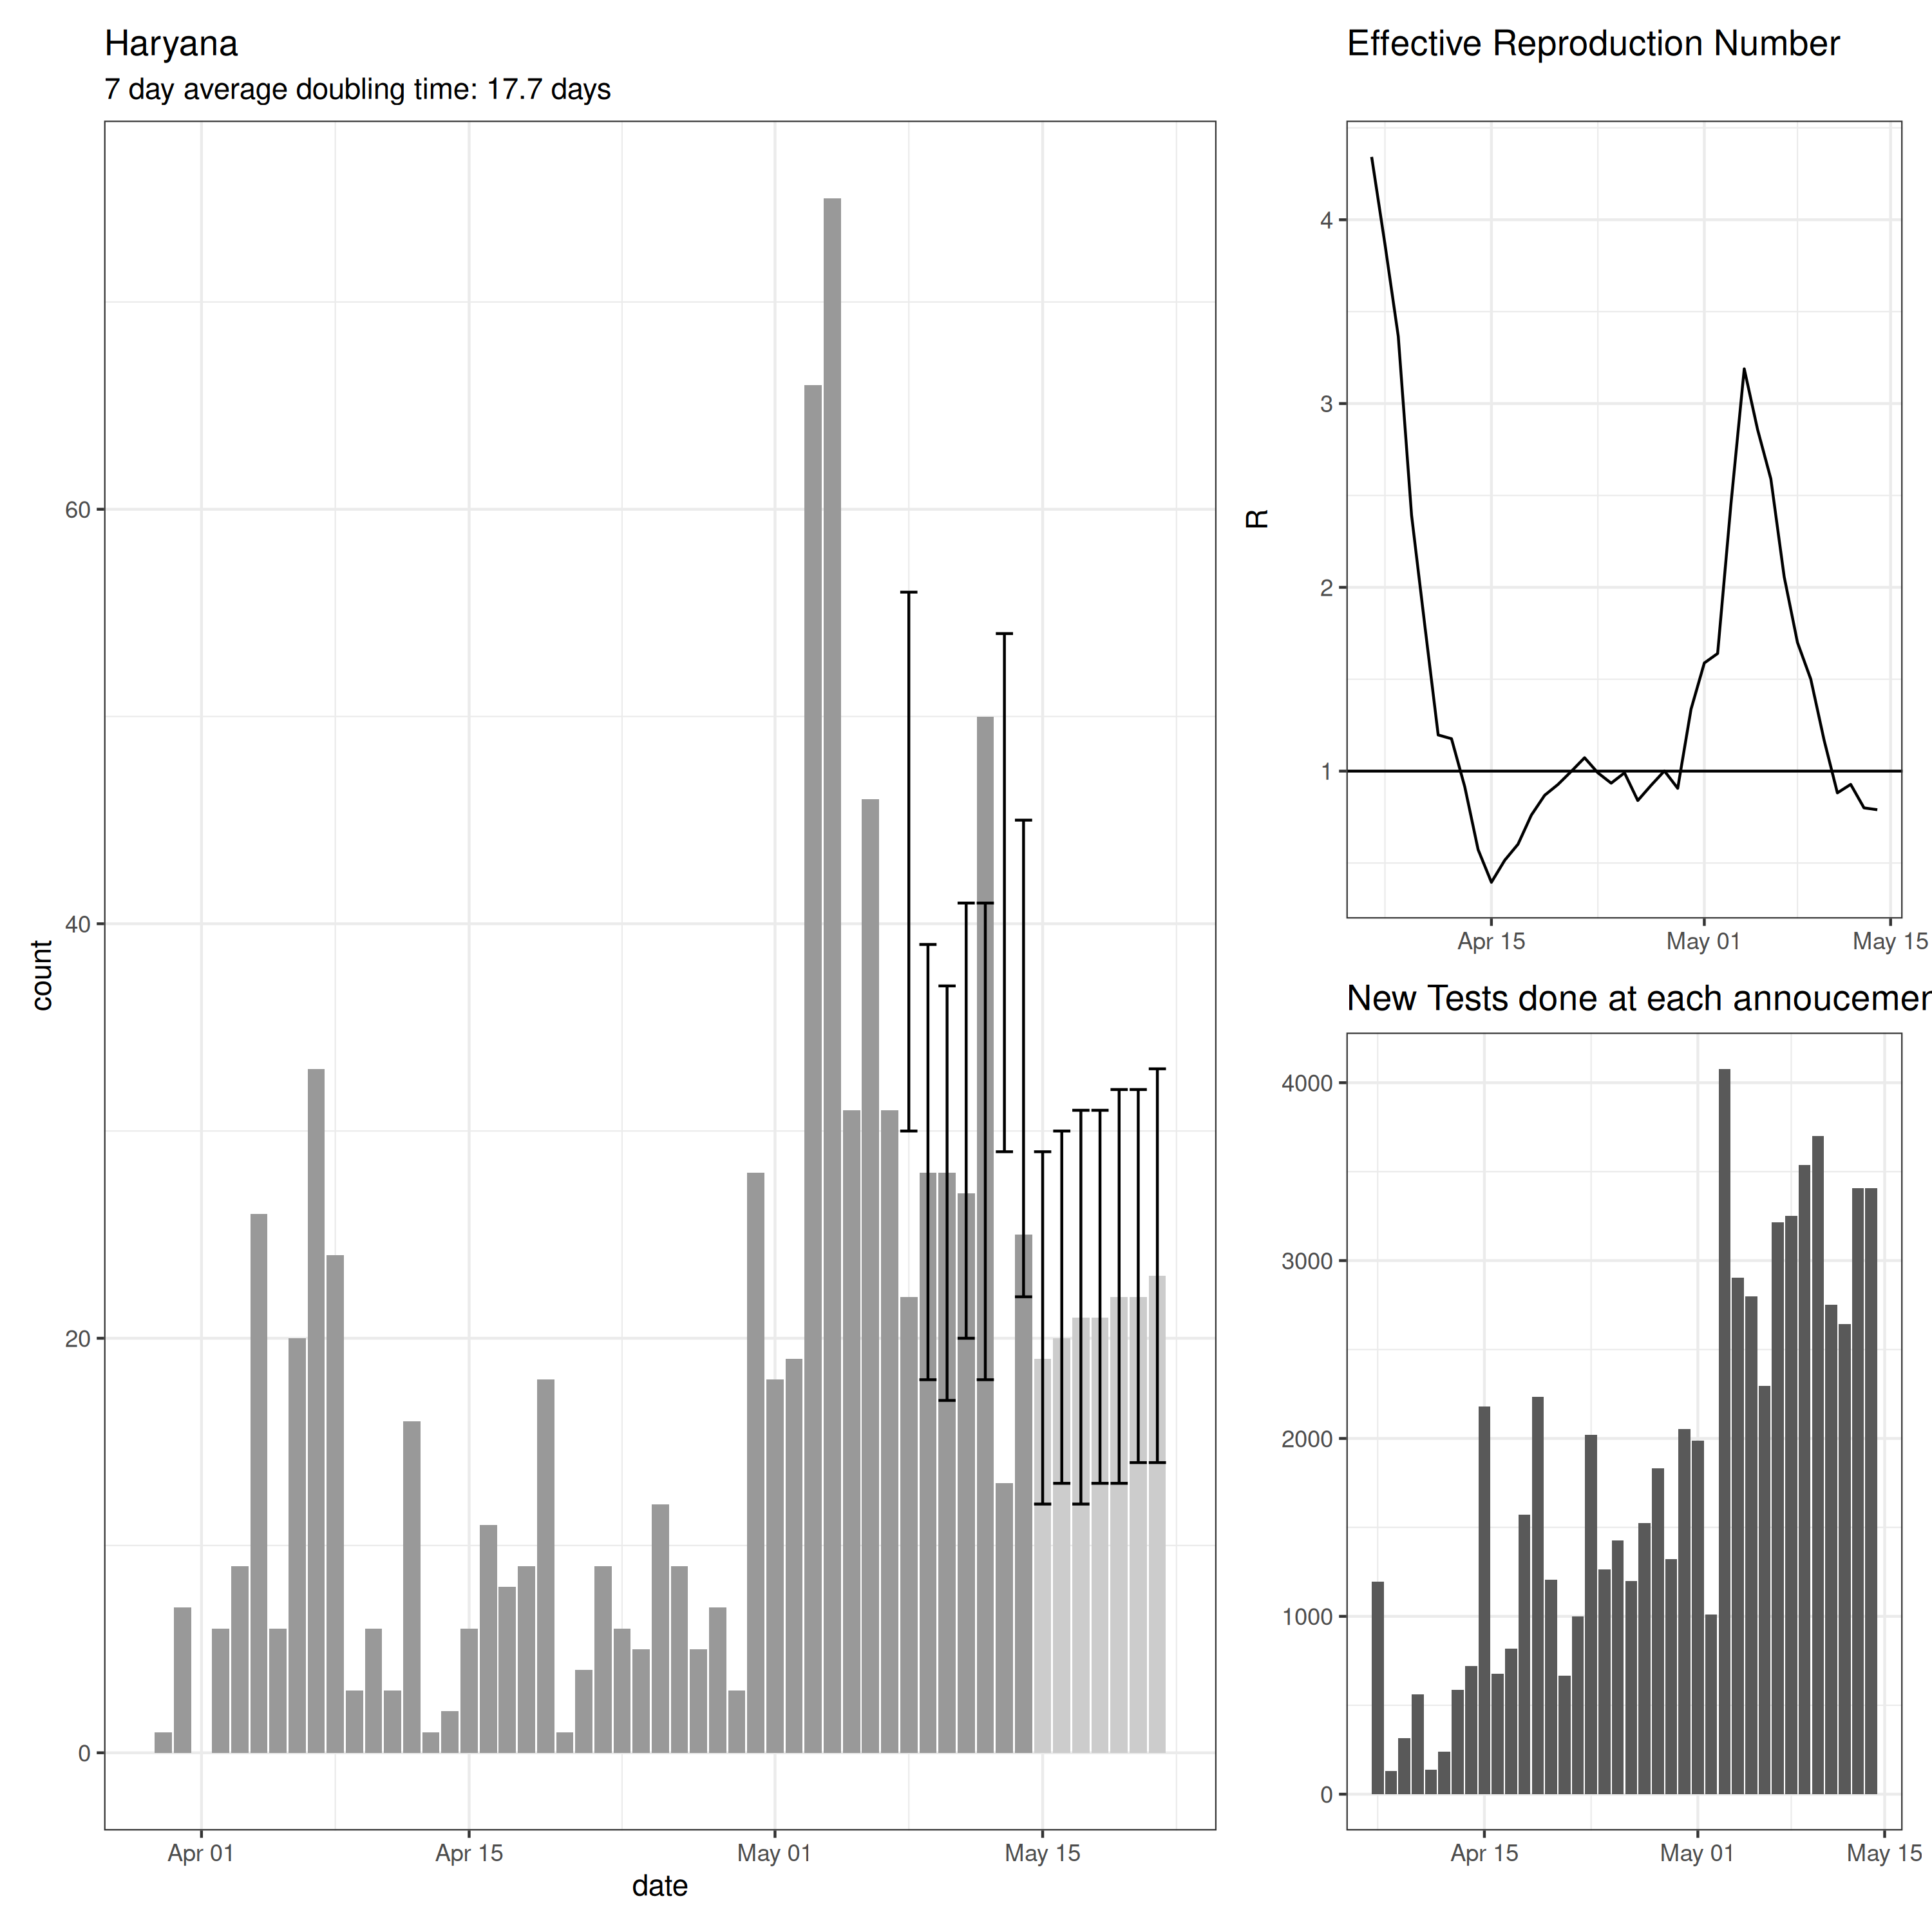 Haryana
7 day average doubling time: 17.7 days
60
40
20
0
count
Apr 01
Apr 15
May 01
May 15
date
Effective Reproduction Number
4
3
2
1
R
Apr 15
May 01
May 15
New Tests done at each annoucemen
4000
3000
2000
1000
0
Apr 15
May 01
May 15